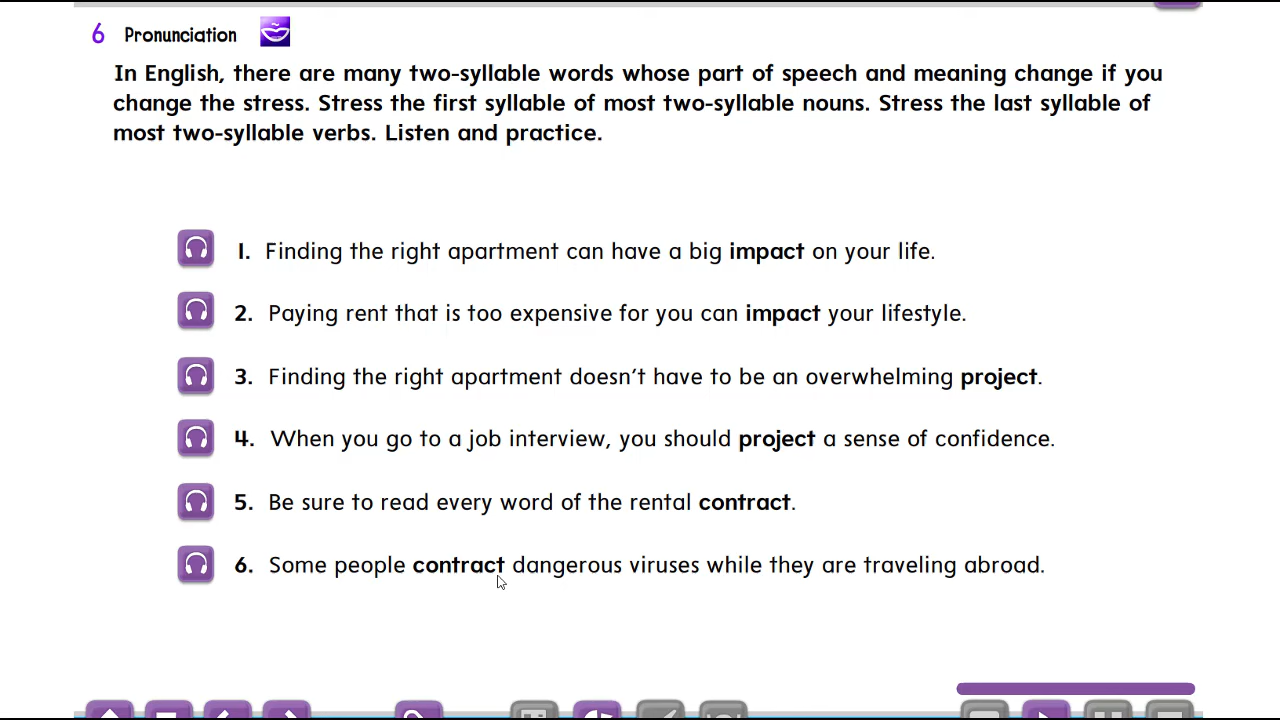 6 Pronunciation
In English, there are many two-syllable words whose part of speech and meaning change if you
change the stress. Stress the first syllable of most two-syllable nouns. Stress the last syllable of
most two-syllable verbs. Listen and practice.
1. Finding the right apartment can have a big impact on your life.
2. Paying rent that is too expensive for you can impact your lifestyle.
3. Finding the right apartment doesn't have to be an overwhelming project.
4. When you go to a job interview, you should project a sense of confidence.
5. Be sure to read every word of the rental contract.
6. Some people contract dangerous viruses while they are traveling abroad.